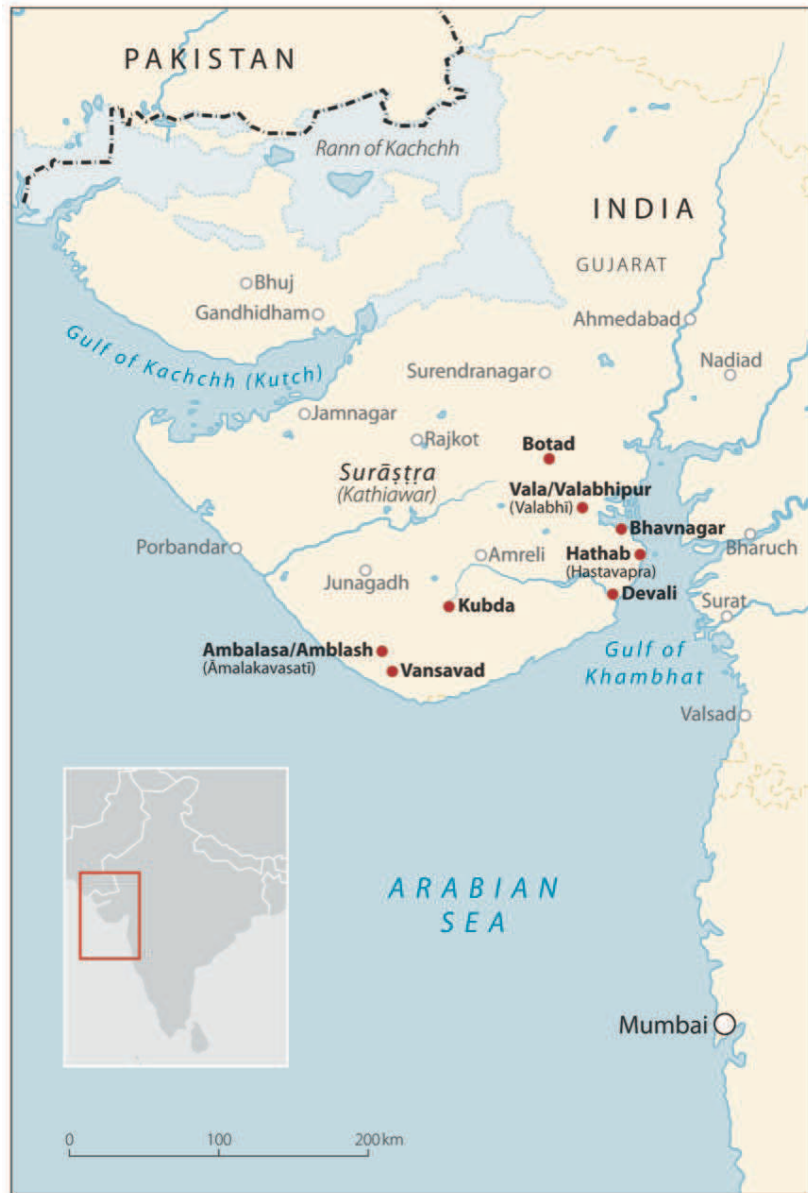 PAKISTAN
Rann of Kachchh
INDIA
GUJARAT
Bhuj
Gandhidham
Ahmedabad
Gulf of Kachchh (Kutch)
Nadiad
Surendranagar
Jamnagar
Rajkot
Botad
Surāṣṭra
(Kathiawar)
Vala/Valabhipur
(Valabhī)
Bhavnagar
Porbandar
Amreli
Hathab
(Hastavapra)
Bharuch
Junagadh
Devali
Surat
Kubda
Ambalasa/Amblash
(Āmalakavasatī)
Vansavad
Gulf of
Khambhat
Valsad
ARABIAN
SEA
Mumbai
0 100 200 km